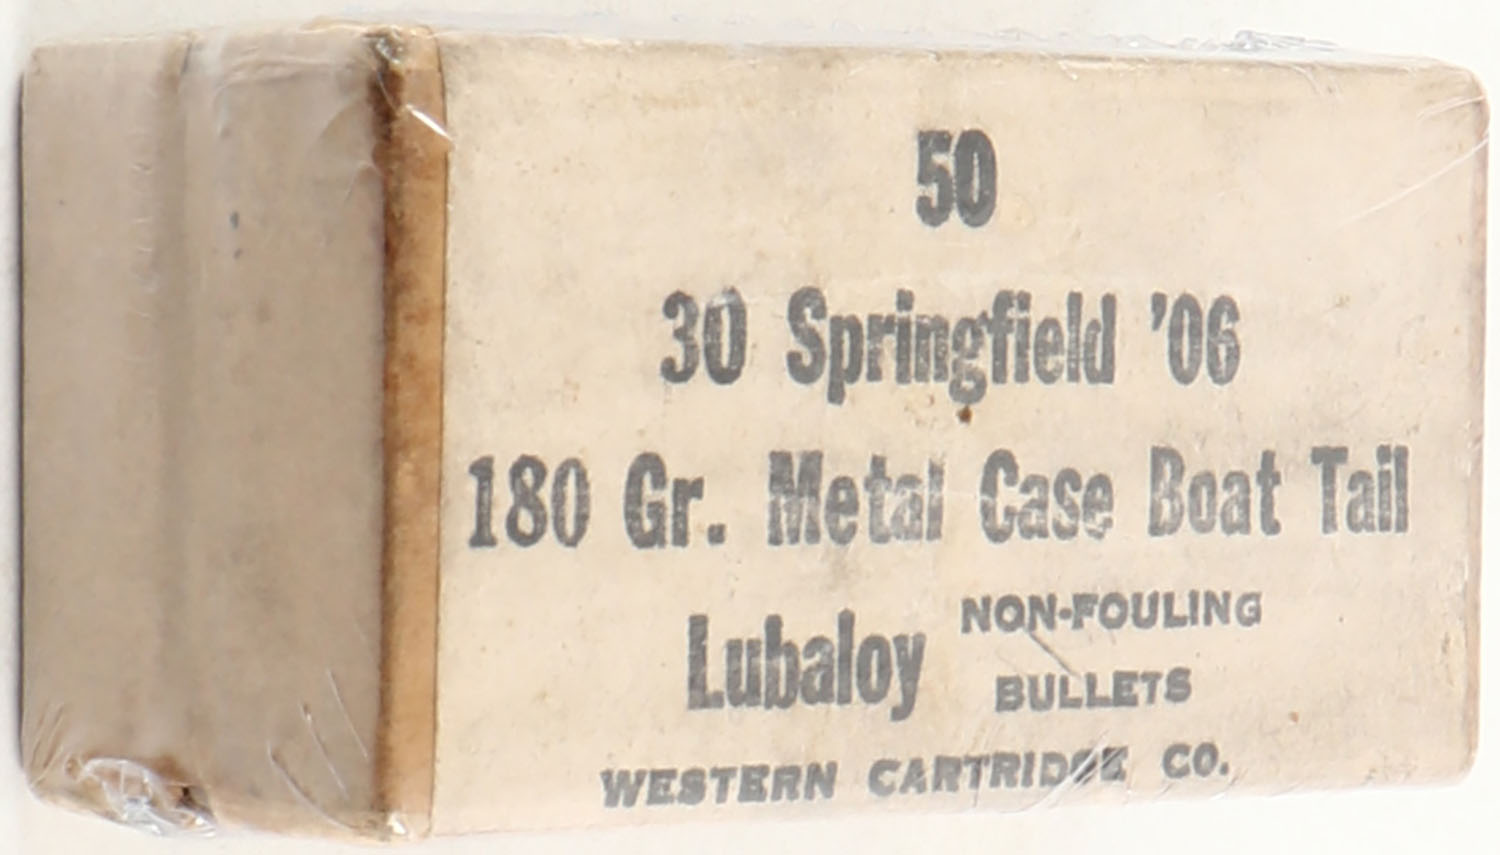 50
30 Springfield '06
180 Gr. Metal Case Boat Tail
Lubaloy NON-FOULING
BULLETS
WESTERN CARTRIDGE CO.